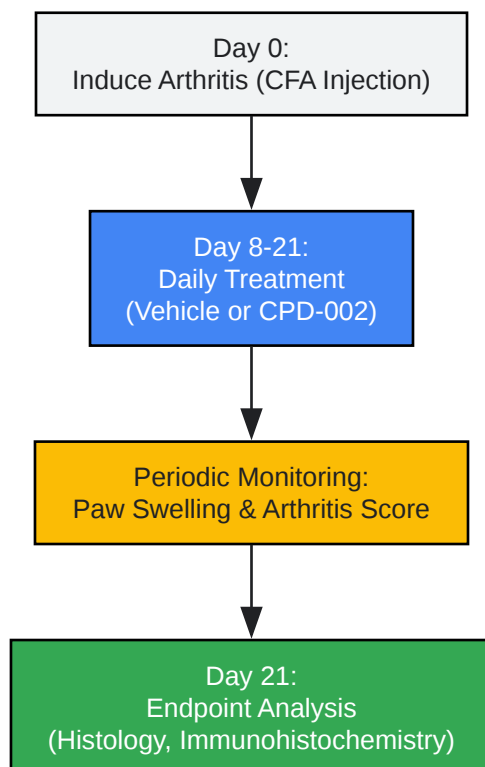 Day 0:
Induce Arthritis (CFA Injection)
Day 8-21:
Daily Treatment
(Vehicle or CPD-002)
Periodic Monitoring:
Paw Swelling & Arthritis Score
Day 21:
Endpoint Analysis
(Histology, Immunohistochemistry)